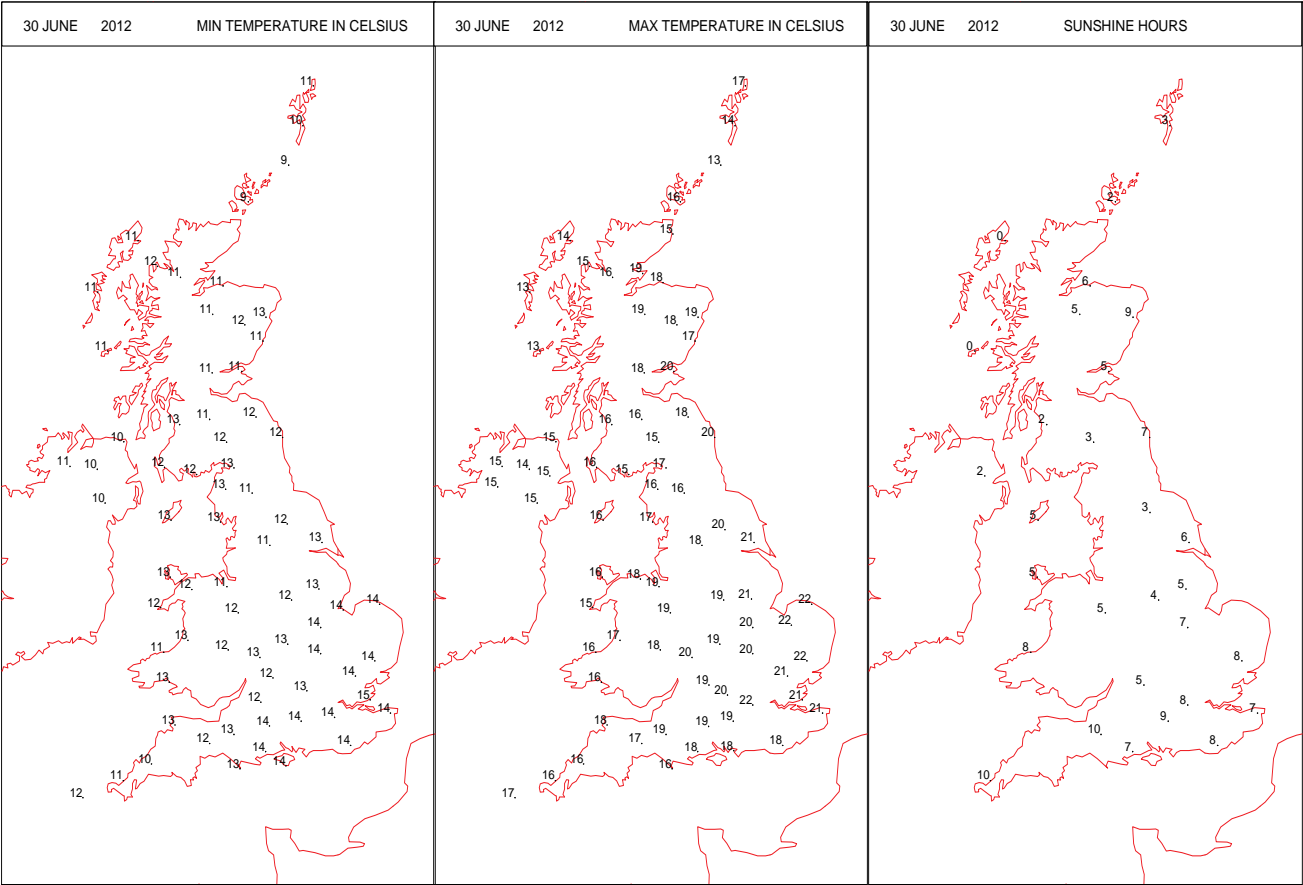 30 JUNE 2012 MIN TEMPERATURE IN CELSIUS
11.
10.
9.
9.
11.
12.
11.
11.
11.
11. 13.
12.
11.
11.
11. 11.
13. 11. 12.
10. 12. 12.
11. 10. 12. 12. 13.
13. 11.
10.
13. 13. 12.
11. 13.
13. 12. 11. 13.
12. 12. 12. 14. 14.
14.
11. 13. 12. 13. 14.
13. 14.
13. 12. 14.
12. 13. 15.
13. 13. 14. 14. 14. 14.
12. 14. 14.
10. 13. 14.
11.
12.
30 JUNE 2012 MAX TEMPERATURE IN CELSIUS
17.
14.
13.
16.
15.
14.
15. 16. 19. 18.
13.
19. 18. 19.
17.
13.
18. 20.
16. 16. 18.
15. 15. 20.
15. 14. 15. 16. 15. 17.
15. 16. 16.
15.
16. 17. 20.
18. 21.
16. 18. 19.
15. 19. 19. 21. 22.
20. 22.
16. 17. 18. 19. 20.
20. 22.
16. 19. 21.
20. 22. 21.
18. 19. 19. 19. 21.
17. 18. 18. 18.
16. 16.
16.
17.
30 JUNE 2012 SUNSHINE HOURS
3.
2.
0.
6.
5. 9.
0.
5.
2.
3. 7.
2.
3.
5.
6.
5. 5.
4.
5.
7.
8. 8.
5.
8. 7.
9.
10. 8.
7.
10.